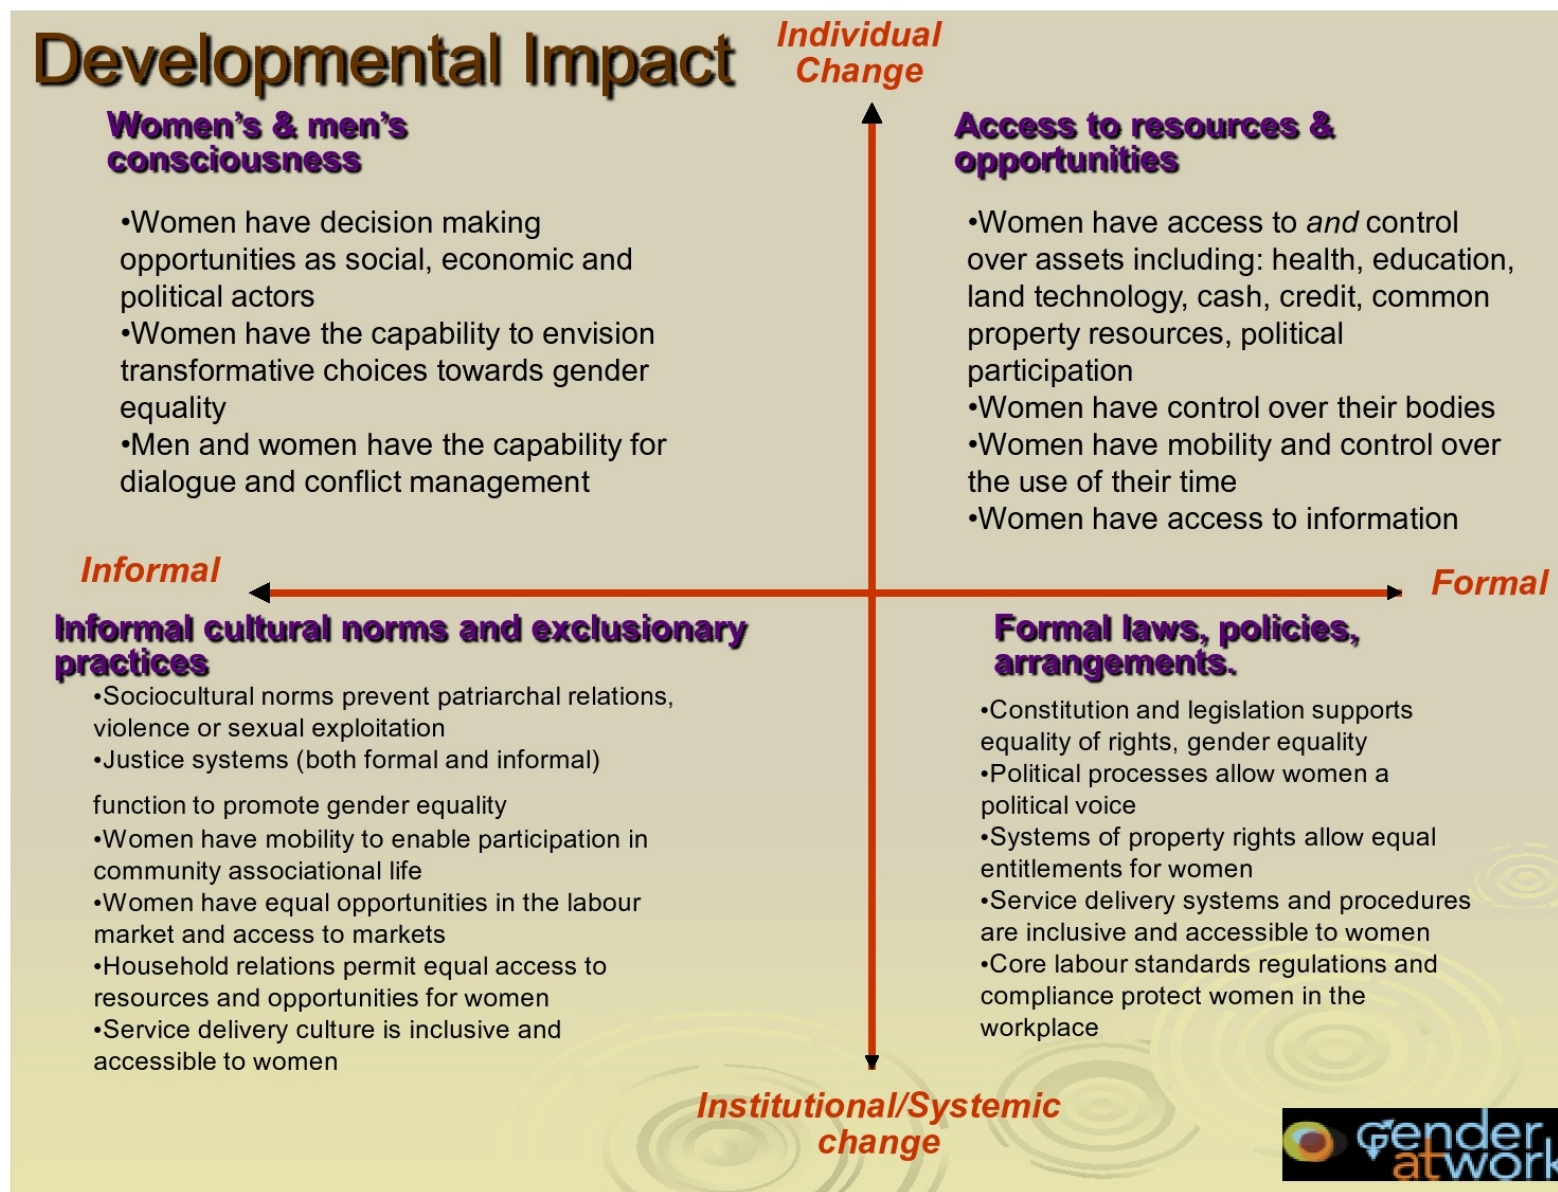 Developmental Impact
Individual
Change
Women’s & men’s
consciousness
•Women have decision making
opportunities as social, economic and
political actors
•Women have the capability to envision
transformative choices towards gender
equality
•Men and women have the capability for
dialogue and conflict management
Access to resources &
opportunities
•Women have access to and control
over assets including: health, education,
land technology, cash, credit, common
property resources, political
participation
•Women have control over their bodies
•Women have mobility and control over
the use of their time
•Women have access to information
Informal
Formal
Informal cultural norms and exclusionary
practices
•Sociocultural norms prevent patriarchal relations,
violence or sexual exploitation
•Justice systems (both formal and informal)
function to promote gender equality
•Women have mobility to enable participation in
community associational life
•Women have equal opportunities in the labour
market and access to markets
•Household relations permit equal access to
resources and opportunities for women
•Service delivery culture is inclusive and
accessible to women
Formal laws, policies,
arrangements.
•Constitution and legislation supports
equality of rights, gender equality
•Political processes allow women a
political voice
•Systems of property rights allow equal
entitlements for women
•Service delivery systems and procedures
are inclusive and accessible to women
•Core labour standards regulations and
compliance protect women in the
workplace
Institutional/Systemic
change
Gender
at work